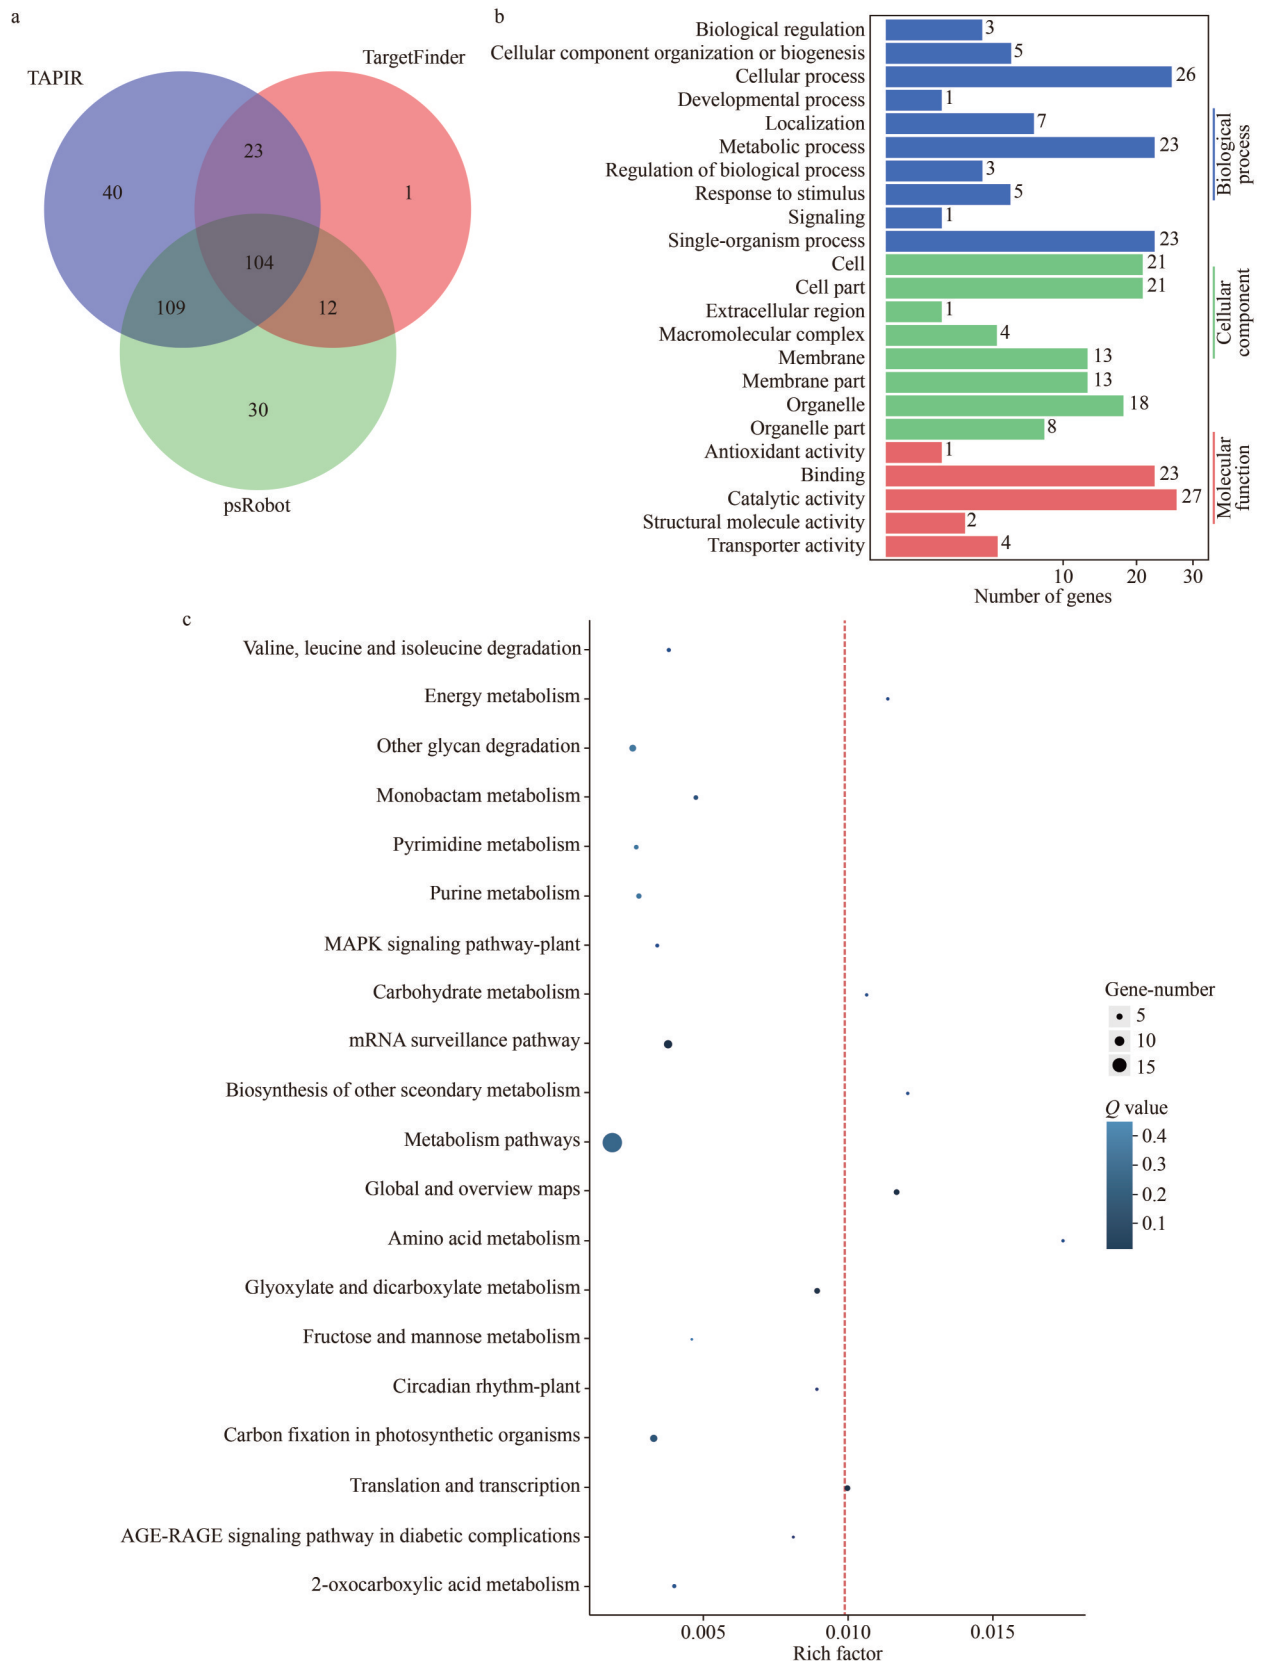 a
TAPIR
TargetFinder
23
40
1
104
109
12
30
psRobot
b
Biological regulation 3
Cellular component organization or biogenesis 5
Cellular process 26
Developmental process 1
Localization 7
Metabolic process 23
Regulation of biological process 3
Response to stimulus 5
Signaling 1
Single-organism process 23
Cell 21
Cell part 21
Extracellular region 1
Macromolecular complex 4
Membrane 13
Membrane part 13
Organelle 18
Organelle part 8
Antioxidant activity 1
Binding 23
Catalytic activity 27
Structural molecule activity 2
Transporter activity 4
Biological
process
Cellular
component
Molecular
function
10 20 30
Number of genes
c
Valine, leucine and isoleucine degradation
Energy metabolism
Other glycan degradation
Monobactam metabolism
Pyrimidine metabolism
Purine metabolism
MAPK signaling pathway-plant
Carbohydrate metabolism
mRNA surveillance pathway
Biosynthesis of other sceondary metabolism
Metabolism pathways
Global and overview maps
Amino acid metabolism
Glyoxylate and dicarboxylate metabolism
Fructose and mannose metabolism
Circadian rhythm-plant
Carbon fixation in photosynthetic organisms
Translation and transcription
AGE-RAGE signaling pathway in diabetic complications
2-oxocarboxylic acid metabolism
0.005 0.010 0.015
Rich factor
Gene-number
5
10
15
Q value
0.4
0.3
0.2
0.1